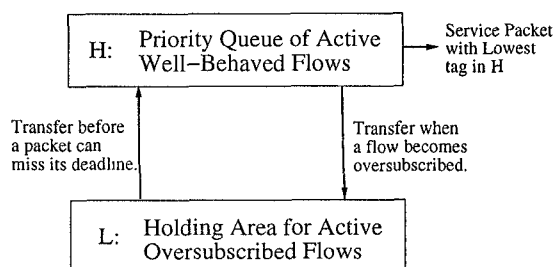 H: Priority Queue of Active
Well–Behaved Flows
Service Packet
with Lowest
tag in H
Transfer before
a packet can
miss its deadline.
Transfer when
a flow becomes
oversubscribed.
L: Holding Area for Active
Oversubscribed Flows